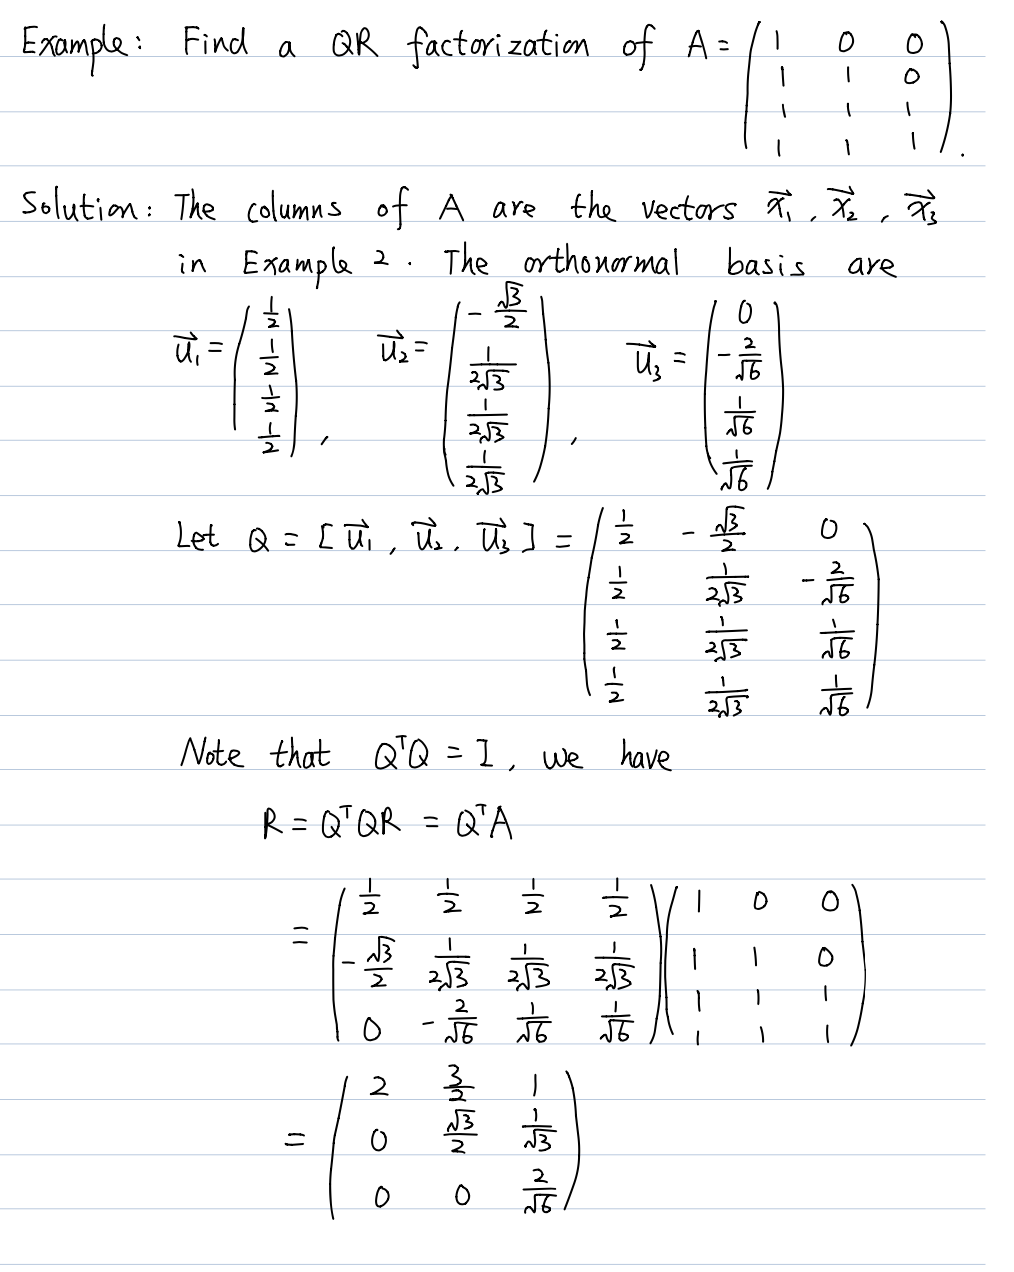 Example: Find a QR factorization of A = \begin{pmatrix} 1 & 0 & 0 \\ 1 & 1 & 0 \\ 1 & 1 & 1 \\ 1 & 1 & 1 \end{pmatrix}.
Solution: The columns of A are the vectors \vec{x}_1, \vec{x}_2, \vec{x}_3
in Example 2. The orthonormal basis are
\vec{u}_1 = \begin{pmatrix} \frac{1}{2} \\ \frac{1}{2} \\ \frac{1}{2} \\ \frac{1}{2} \end{pmatrix}, \vec{u}_2 = \begin{pmatrix} -\frac{\sqrt{3}}{2} \\ \frac{1}{2\sqrt{3}} \\ \frac{1}{2\sqrt{3}} \\ \frac{1}{2\sqrt{3}} \end{pmatrix}, \vec{u}_3 = \begin{pmatrix} 0 \\ -\frac{2}{\sqrt{6}} \\ \frac{1}{\sqrt{6}} \\ \frac{1}{\sqrt{6}} \end{pmatrix}
Let Q = [\vec{u}_1, \vec{u}_2, \vec{u}_3] = \begin{pmatrix} \frac{1}{2} & -\frac{\sqrt{3}}{2} & 0 \\ \frac{1}{2} & \frac{1}{2\sqrt{3}} & -\frac{2}{\sqrt{6}} \\ \frac{1}{2} & \frac{1}{2\sqrt{3}} & \frac{1}{\sqrt{6}} \\ \frac{1}{2} & \frac{1}{2\sqrt{3}} & \frac{1}{\sqrt{6}} \end{pmatrix}
Note that Q^T Q = I, we have
R = Q^T Q R = Q^T A
= \begin{pmatrix} \frac{1}{2} & \frac{1}{2} & \frac{1}{2} & \frac{1}{2} \\ -\frac{\sqrt{3}}{2} & \frac{1}{2\sqrt{3}} & \frac{1}{2\sqrt{3}} & \frac{1}{2\sqrt{3}} \\ 0 & -\frac{2}{\sqrt{6}} & \frac{1}{\sqrt{6}} & \frac{1}{\sqrt{6}} \end{pmatrix} \begin{pmatrix} 1 & 0 & 0 \\ 1 & 1 & 0 \\ 1 & 1 & 1 \\ 1 & 1 & 1 \end{pmatrix}
= \begin{pmatrix} 2 & \frac{3}{2} & 1 \\ 0 & \frac{\sqrt{3}}{2} & \frac{1}{\sqrt{3}} \\ 0 & 0 & \frac{2}{\sqrt{6}} \end{pmatrix}